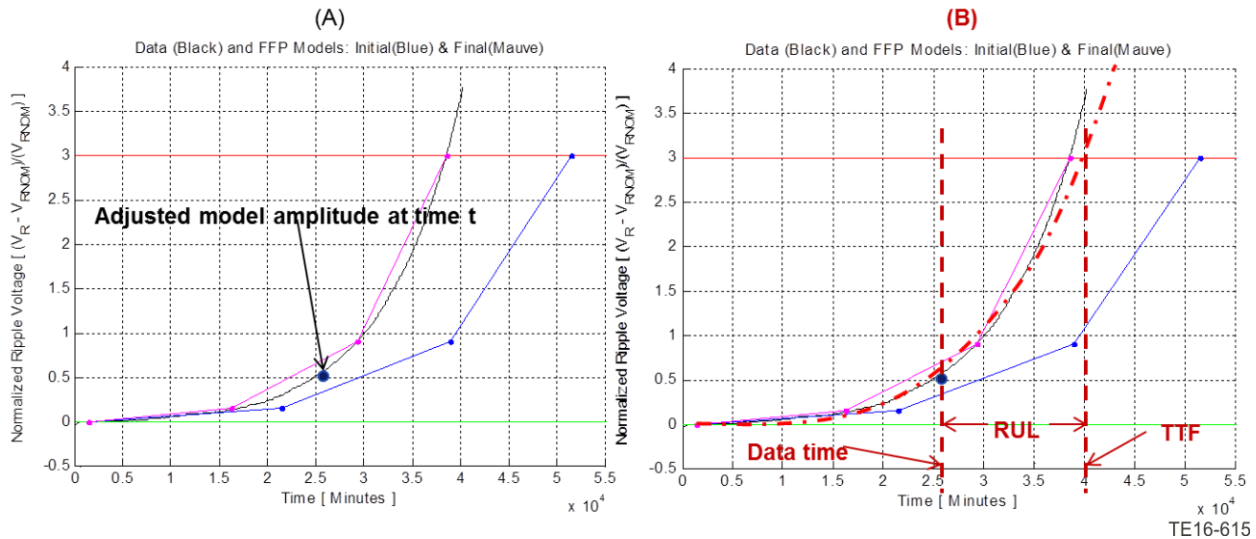 (A)
Data (Black) and FFP Models: Initial(Blue) & Final(Mauve)
Normalized Ripple Voltage [ (V_R - V_RNOM)/(V_RNOM) ]
4
3.5
3
2.5
2
1.5
1
0.5
0
-0.5
Adjusted model amplitude at time t
0 0.5 1 1.5 2 2.5 3 3.5 4 4.5 5 5.5
Time [ Minutes ]
x 10^4
(B)
Data (Black) and FFP Models: Initial(Blue) & Final(Mauve)
Normalized Ripple Voltage [ (V_R - V_RNOM)/(V_RNOM) ]
4
3.5
3
2.5
2
1.5
1
0.5
0
-0.5
RUL
TTF
Data time
0.0 0.5 1 1.5 2 2.5 3 3.5 4 4.5 5 5.5
Time [ Minutes ]
x 10^4
TE16-615